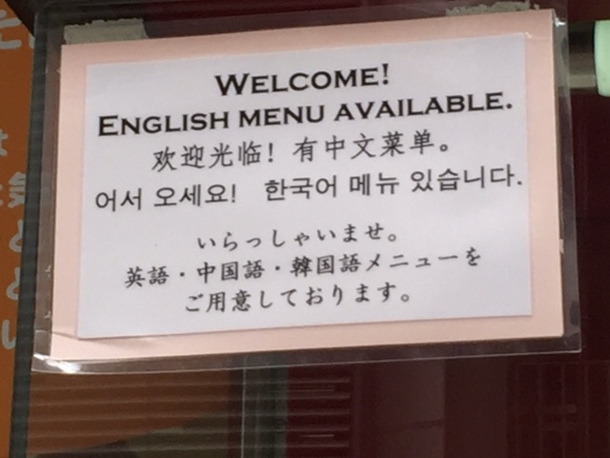 WELCOME!
ENGLISH MENU AVAILABLE.
欢迎光临! 有中文菜单。
어서 오세요! 한국어 메뉴 있습니다.
いらっしゃいませ。
英語・中国語・韓国語メニューを
ご用意しております。